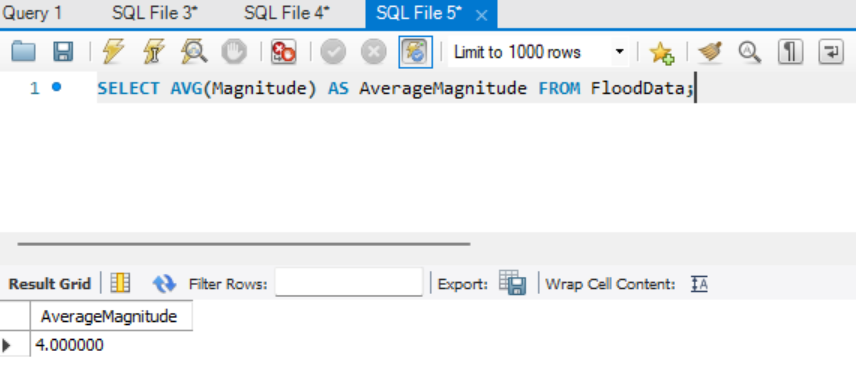 Query 1 SQL File 3* SQL File 4* SQL File 5* ×
Limit to 1000 rows
1 SELECT AVG(Magnitude) AS AverageMagnitude FROM FloodData;
Result Grid Filter Rows: Export: Wrap Cell Content: IA
AverageMagnitude
4.000000